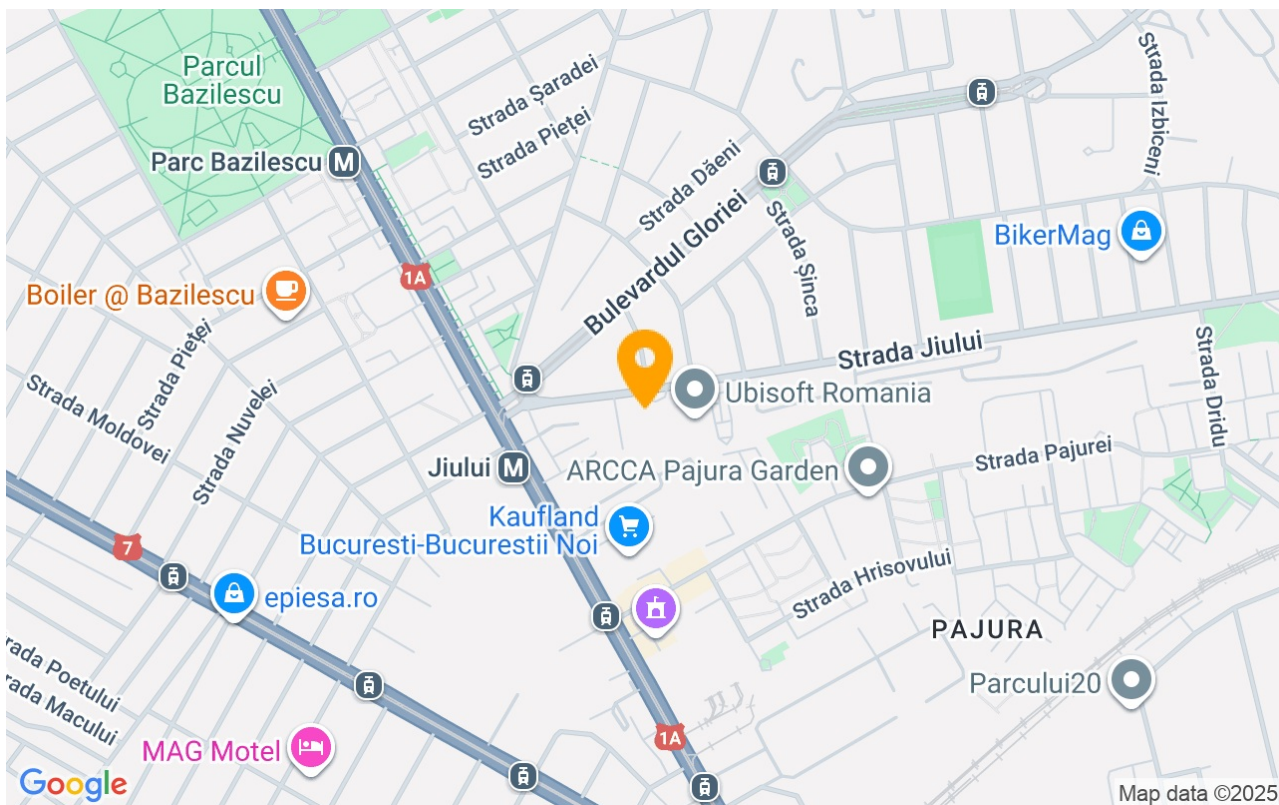 Parcul
Bazilescu
Strada Șaradei
Strada Pieței
Strada Izbiceni
Parc Bazilescu M
Strada Dăeni
Bulevardul Gloriei
Strada Șinca
BikerMag
1A
Boiler @ Bazilescu
Strada Pieței
Strada Nuvelei
Strada Moldovei
Strada Jiului
Ubisoft Romania
Strada Dridu
Jiului M
ARCCA Pajura Garden
Strada Pajurei
Kaufland
Bucuresti-Bucurestii Noi
7
epiesa.ro
Strada Hrisovului
PAJURA
rada Poetului
rada Macului
Parcului20
MAG Motel
1A
Google
Map data ©2025